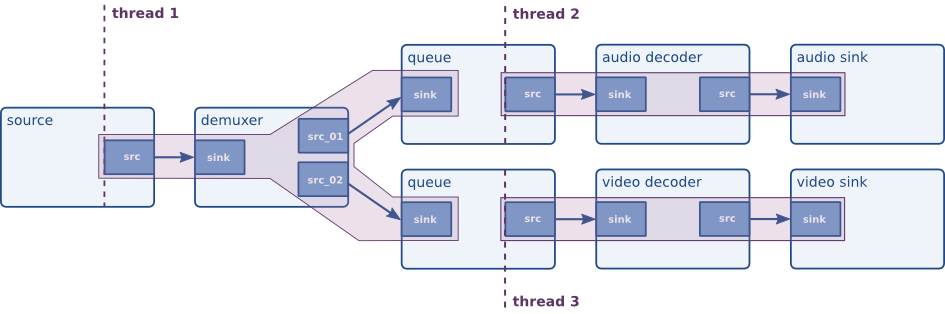 thread 1
thread 2
queue
audio decoder
audio sink
sink
src
sink
src
sink
source
demuxer
src_01
src
sink
src_02
queue
video decoder
video sink
sink
src
sink
src
sink
thread 3